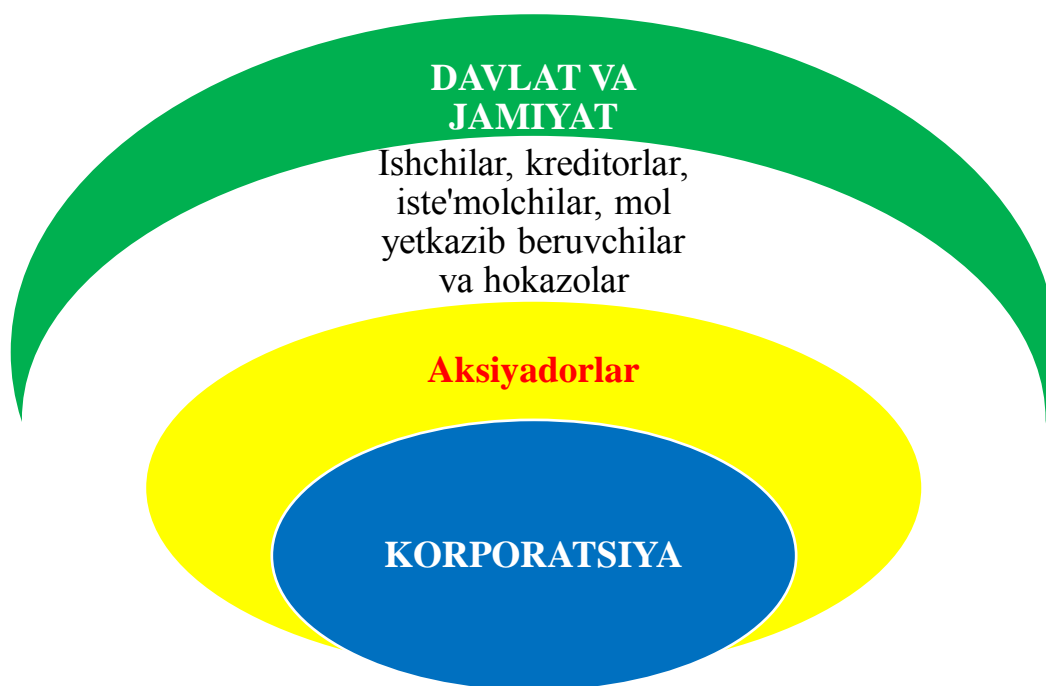 DAVLAT VA
JAMIYAT
Ishchilar, kreditorlar,
iste'molchilar, mol
yetkazib beruvchilar
va hokazolar
Aksiyadorlar
KORPORATSIYA